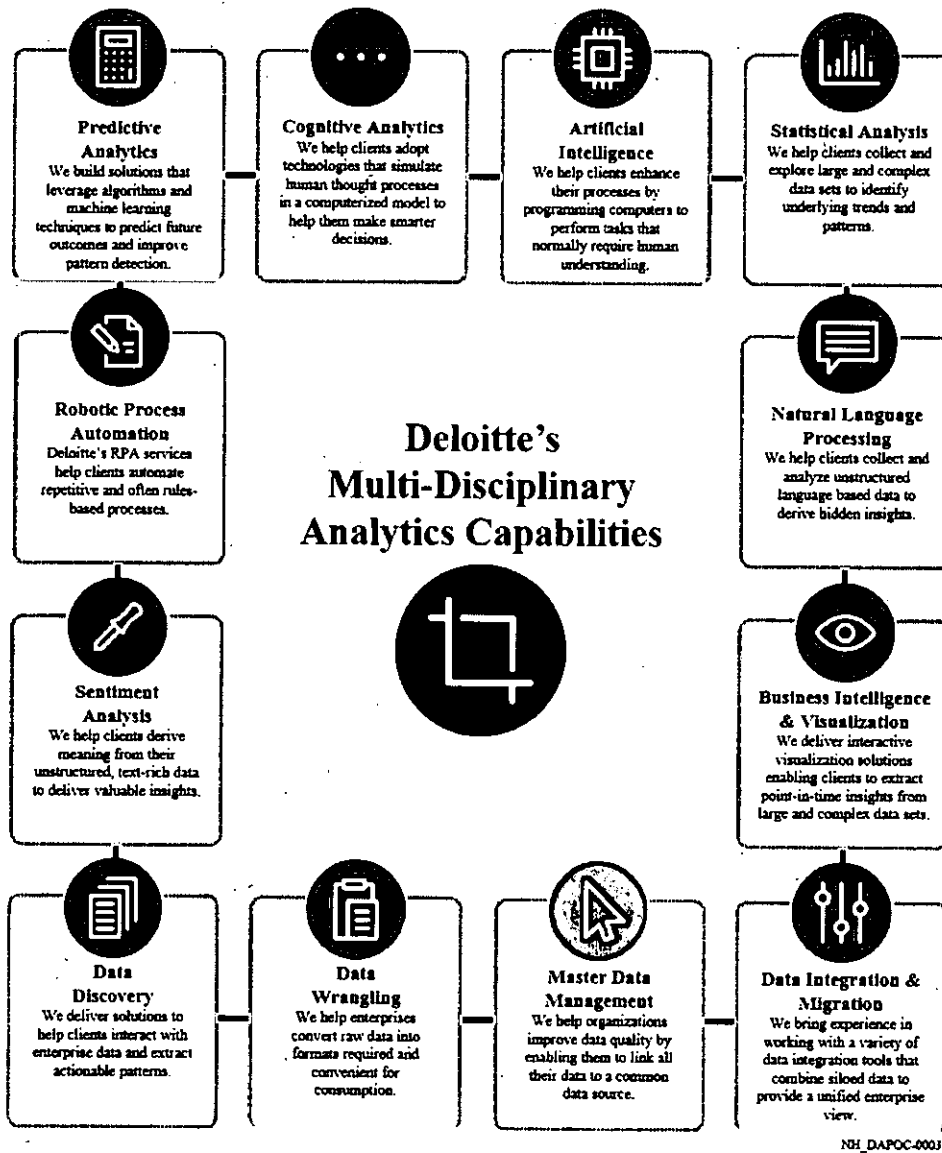 Predictive
Analytics
We build solutions that
leverage algorithms and
machine learning
techniques to predict future
outcomes and improve
pattern detection.
Cognitive Analytics
We help clients adopt
technologies that simulate
human thought processes
in a computerized model to
help them make smarter
decisions.
Artificial
Intelligence
We help clients enhance
their processes by
programming computers to
perform tasks that
normally require human
understanding.
Statistical Analysis
We help clients collect and
explore large and complex
data sets to identify
underlying trends and
patterns.
Robotic Process
Automation
Deloitte's RPA services
help clients automate
repetitive and often rules-
based processes.
Deloitte's
Multi-Disciplinary
Analytics Capabilities
Natural Language
Processing
We help clients collect and
analyze unstructured
language based data to
derive hidden insights.
Sentiment
Analysis
We help clients derive
meaning from their
unstructured, text-rich data
to deliver valuable insights.
Business Intelligence
& Visualization
We deliver interactive
visualization solutions
enabling clients to extract
point-in-time insights from
large and complex data sets.
Data
Discovery
We deliver solutions to
help clients interact with
enterprise data and extract
actionable patterns.
Data
Wrangling
We help enterprises
convert raw data into
formats required and
convenient for
consumption.
Master Data
Management
We help organizations
improve data quality by
enabling them to link all
their data to a common
data source.
Data Integration &
Migration
We bring experience in
working with a variety of
data integration tools that
combine siloed data to
provide a unified enterprise
view.
NH_DAPOC-0003